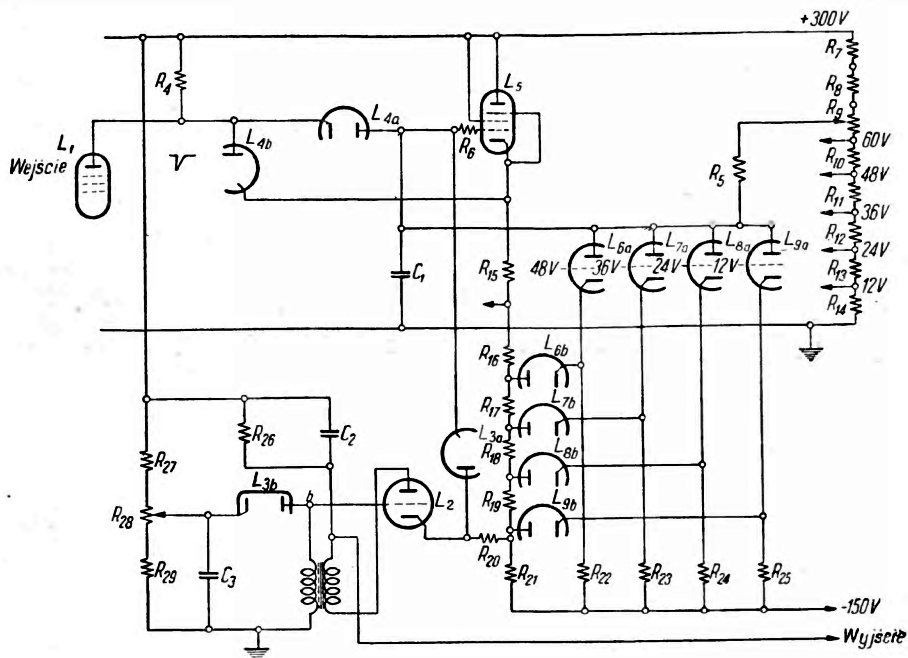 +300V
R7
R4
L5
R8
L4a
R9
L1
Wejście
L4b
R6
60V
R10
48V
R5
R11
36V
R12
L6a
L7a
L8a
L9a
24V
48V
36V
24V
12V
R15
C1
R13
12V
R14
L6b
R16
L7b
R17
R26
C2
L3a
R18
L8b
R27
L3b
b
L2
R19
L9b
R28
R20
R29
C3
R21
R22
R23
R24
R25
-150V
Wyjście